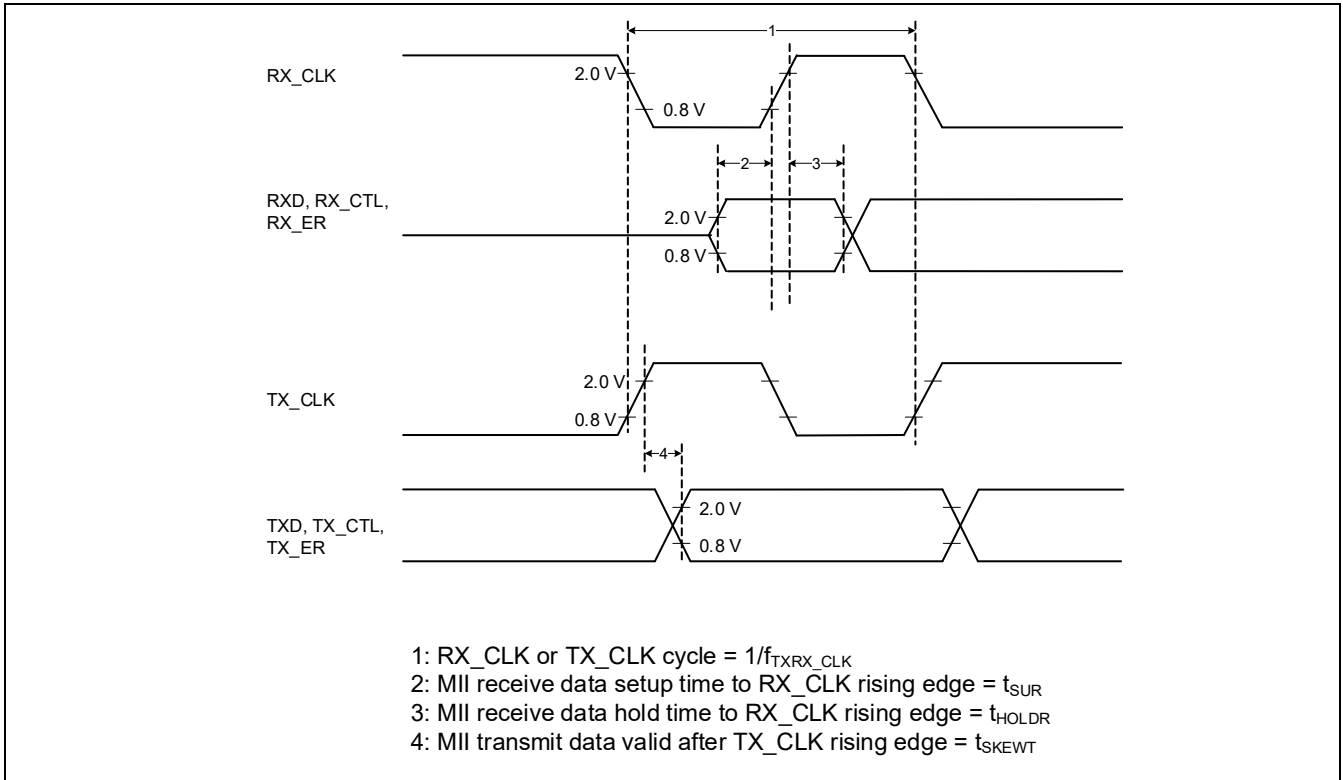 1
RX_CLK
2.0 V
0.8 V
2
3
RXD, RX_CTL,
RX_ER
2.0 V
0.8 V
TX_CLK
2.0 V
0.8 V
4
TXD, TX_CTL,
TX_ER
2.0 V
0.8 V
1: RX_CLK or TX_CLK cycle = 1/fTXRX_CLK
2: MII receive data setup time to RX_CLK rising edge = tSUR
3: MII receive data hold time to RX_CLK rising edge = tHOLDR
4: MII transmit data valid after TX_CLK rising edge = tSKEWT